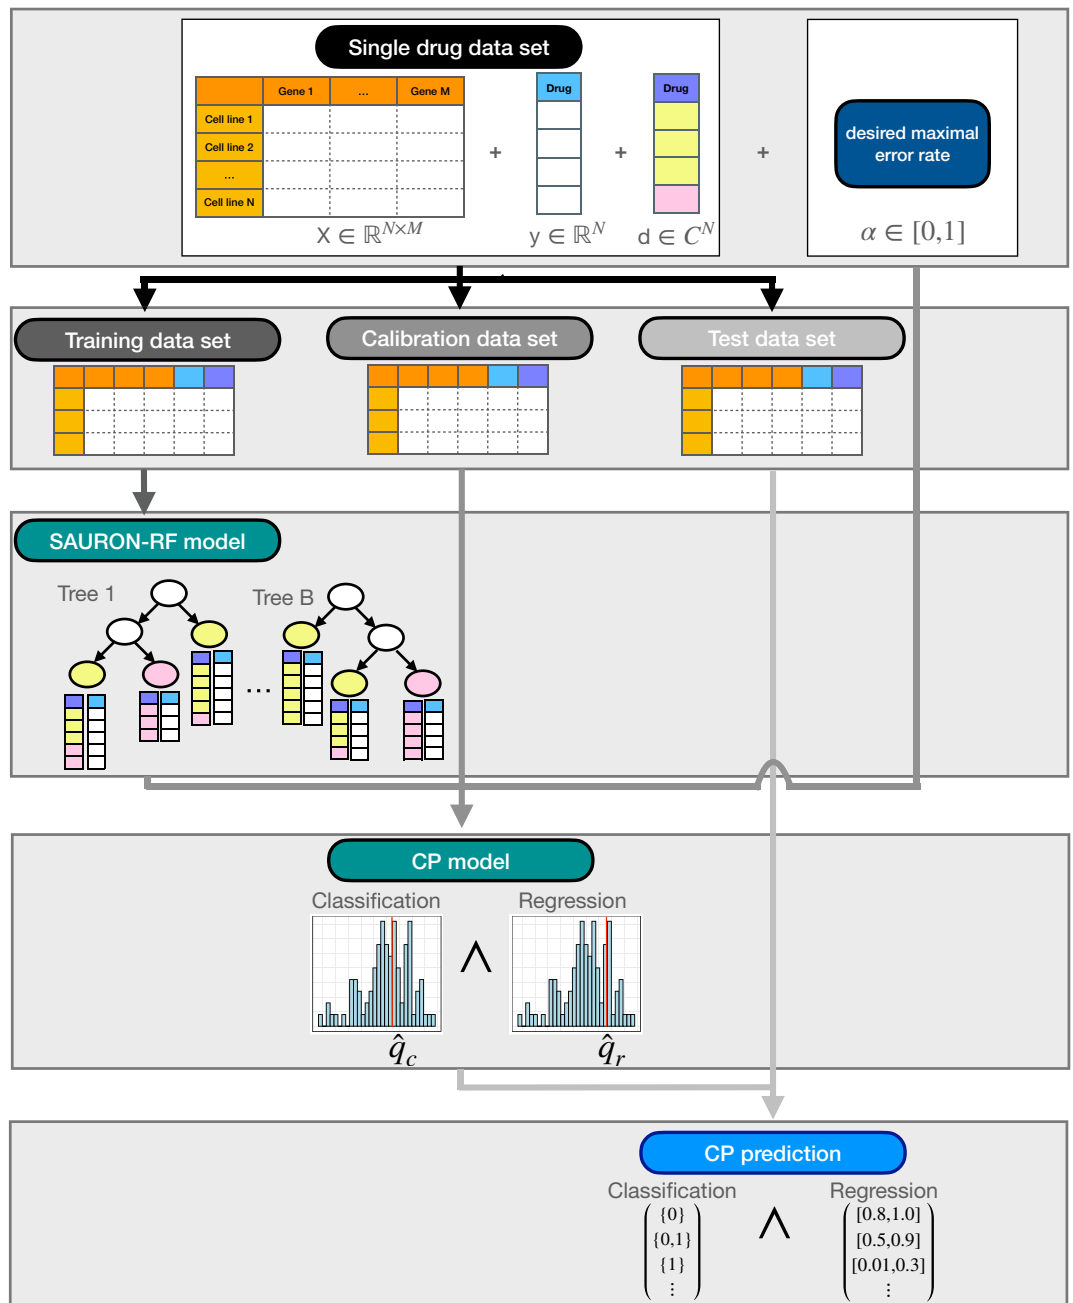 Single drug data set
Gene 1 ... Gene M
Cell line 1
Cell line 2
...
Cell line N
Drug
Drug
+
+
+
desired maximal
error rate
X ∈ ℝ^{N×M}
y ∈ ℝ^N
d ∈ C^N
α ∈ [0,1]
Training data set
Calibration data set
Test data set
SAURON-RF model
Tree 1
Tree B
...
CP model
Classification
Regression
∧
q̂_c
q̂_r
CP prediction
Classification
Regression
{0}
{0,1}
{1}
⋮
∧
[0.8,1.0]
[0.5,0.9]
[0.01,0.3]
⋮